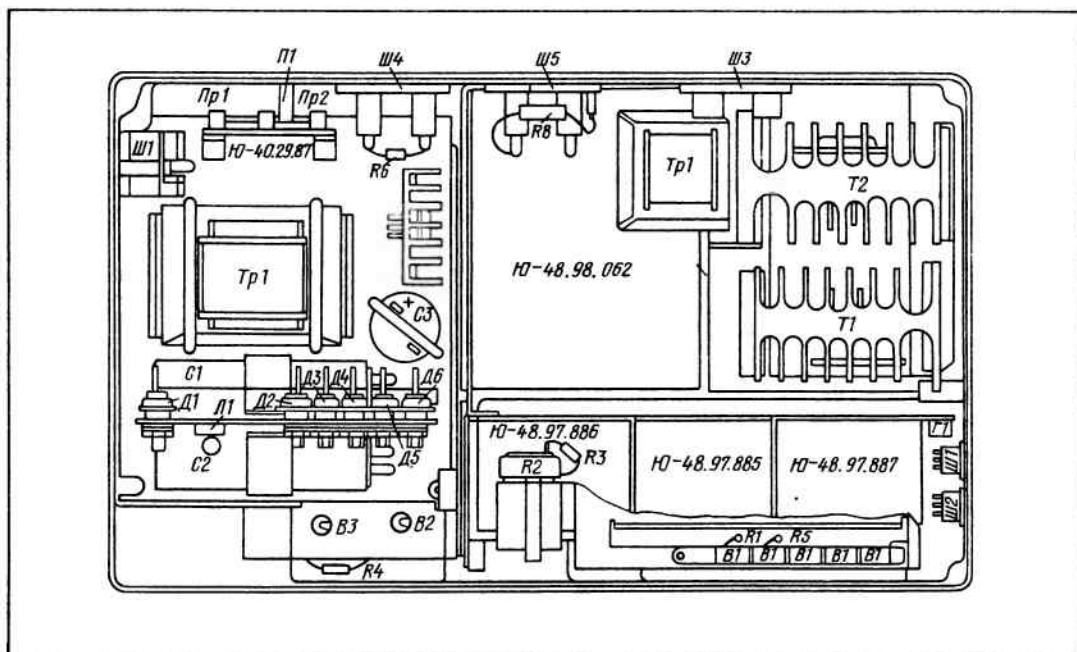 П1
Ш4
Ш5
Ш3
Пр1
Пр2
Ш1
Ю-40.29.87
R6
R8
Тр1
Т2
Тр1
Ю-48.98.062
С3
+
Т1
С1
Д1
Л1
Д2
Д3
Д4
Д6
Д5
С2
Ю-48.97.886
R3
R2
Ю-48.97.885
Ю-48.97.887
Г1
Ш1
Ш2
В3
В2
R4
R1
R5
В1
В1
В1
В1
В1